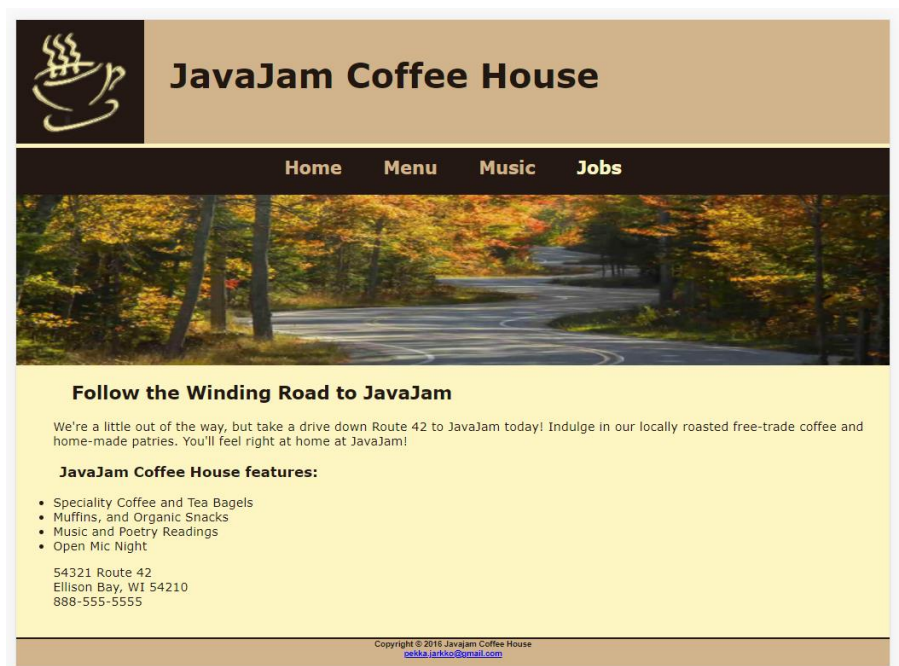 JavaJam Coffee House
Home Menu Music Jobs
Follow the Winding Road to JavaJam
We're a little out of the way, but take a drive down Route 42 to JavaJam today! Indulge in our locally roasted free-trade coffee and
home-made patries. You'll feel right at home at JavaJam!
JavaJam Coffee House features:
• Speciality Coffee and Tea Bagels
• Muffins, and Organic Snacks
• Music and Poetry Readings
• Open Mic Night
54321 Route 42
Ellison Bay, WI 54210
888-555-5555
Copyright © 2016 Javajam Coffee House
pekka.jarkko@gmail.com